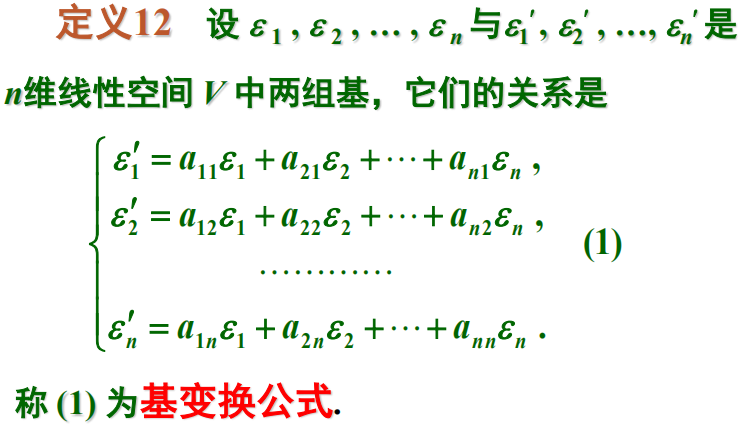 定义12 设 ε₁ , ε₂ , … , εₙ 与 ε₁′, ε₂′, …, εₙ′ 是
n维线性空间 V 中两组基，它们的关系是
ε₁′ = a₁₁ε₁ + a₂₁ε₂ + ⋯ + aₙ₁εₙ ,
ε₂′ = a₁₂ε₁ + a₂₂ε₂ + ⋯ + aₙ₂εₙ , (1)
…………
εₙ′ = a₁ₙε₁ + a₂ₙε₂ + ⋯ + aₙₙεₙ .
称 (1) 为基变换公式.